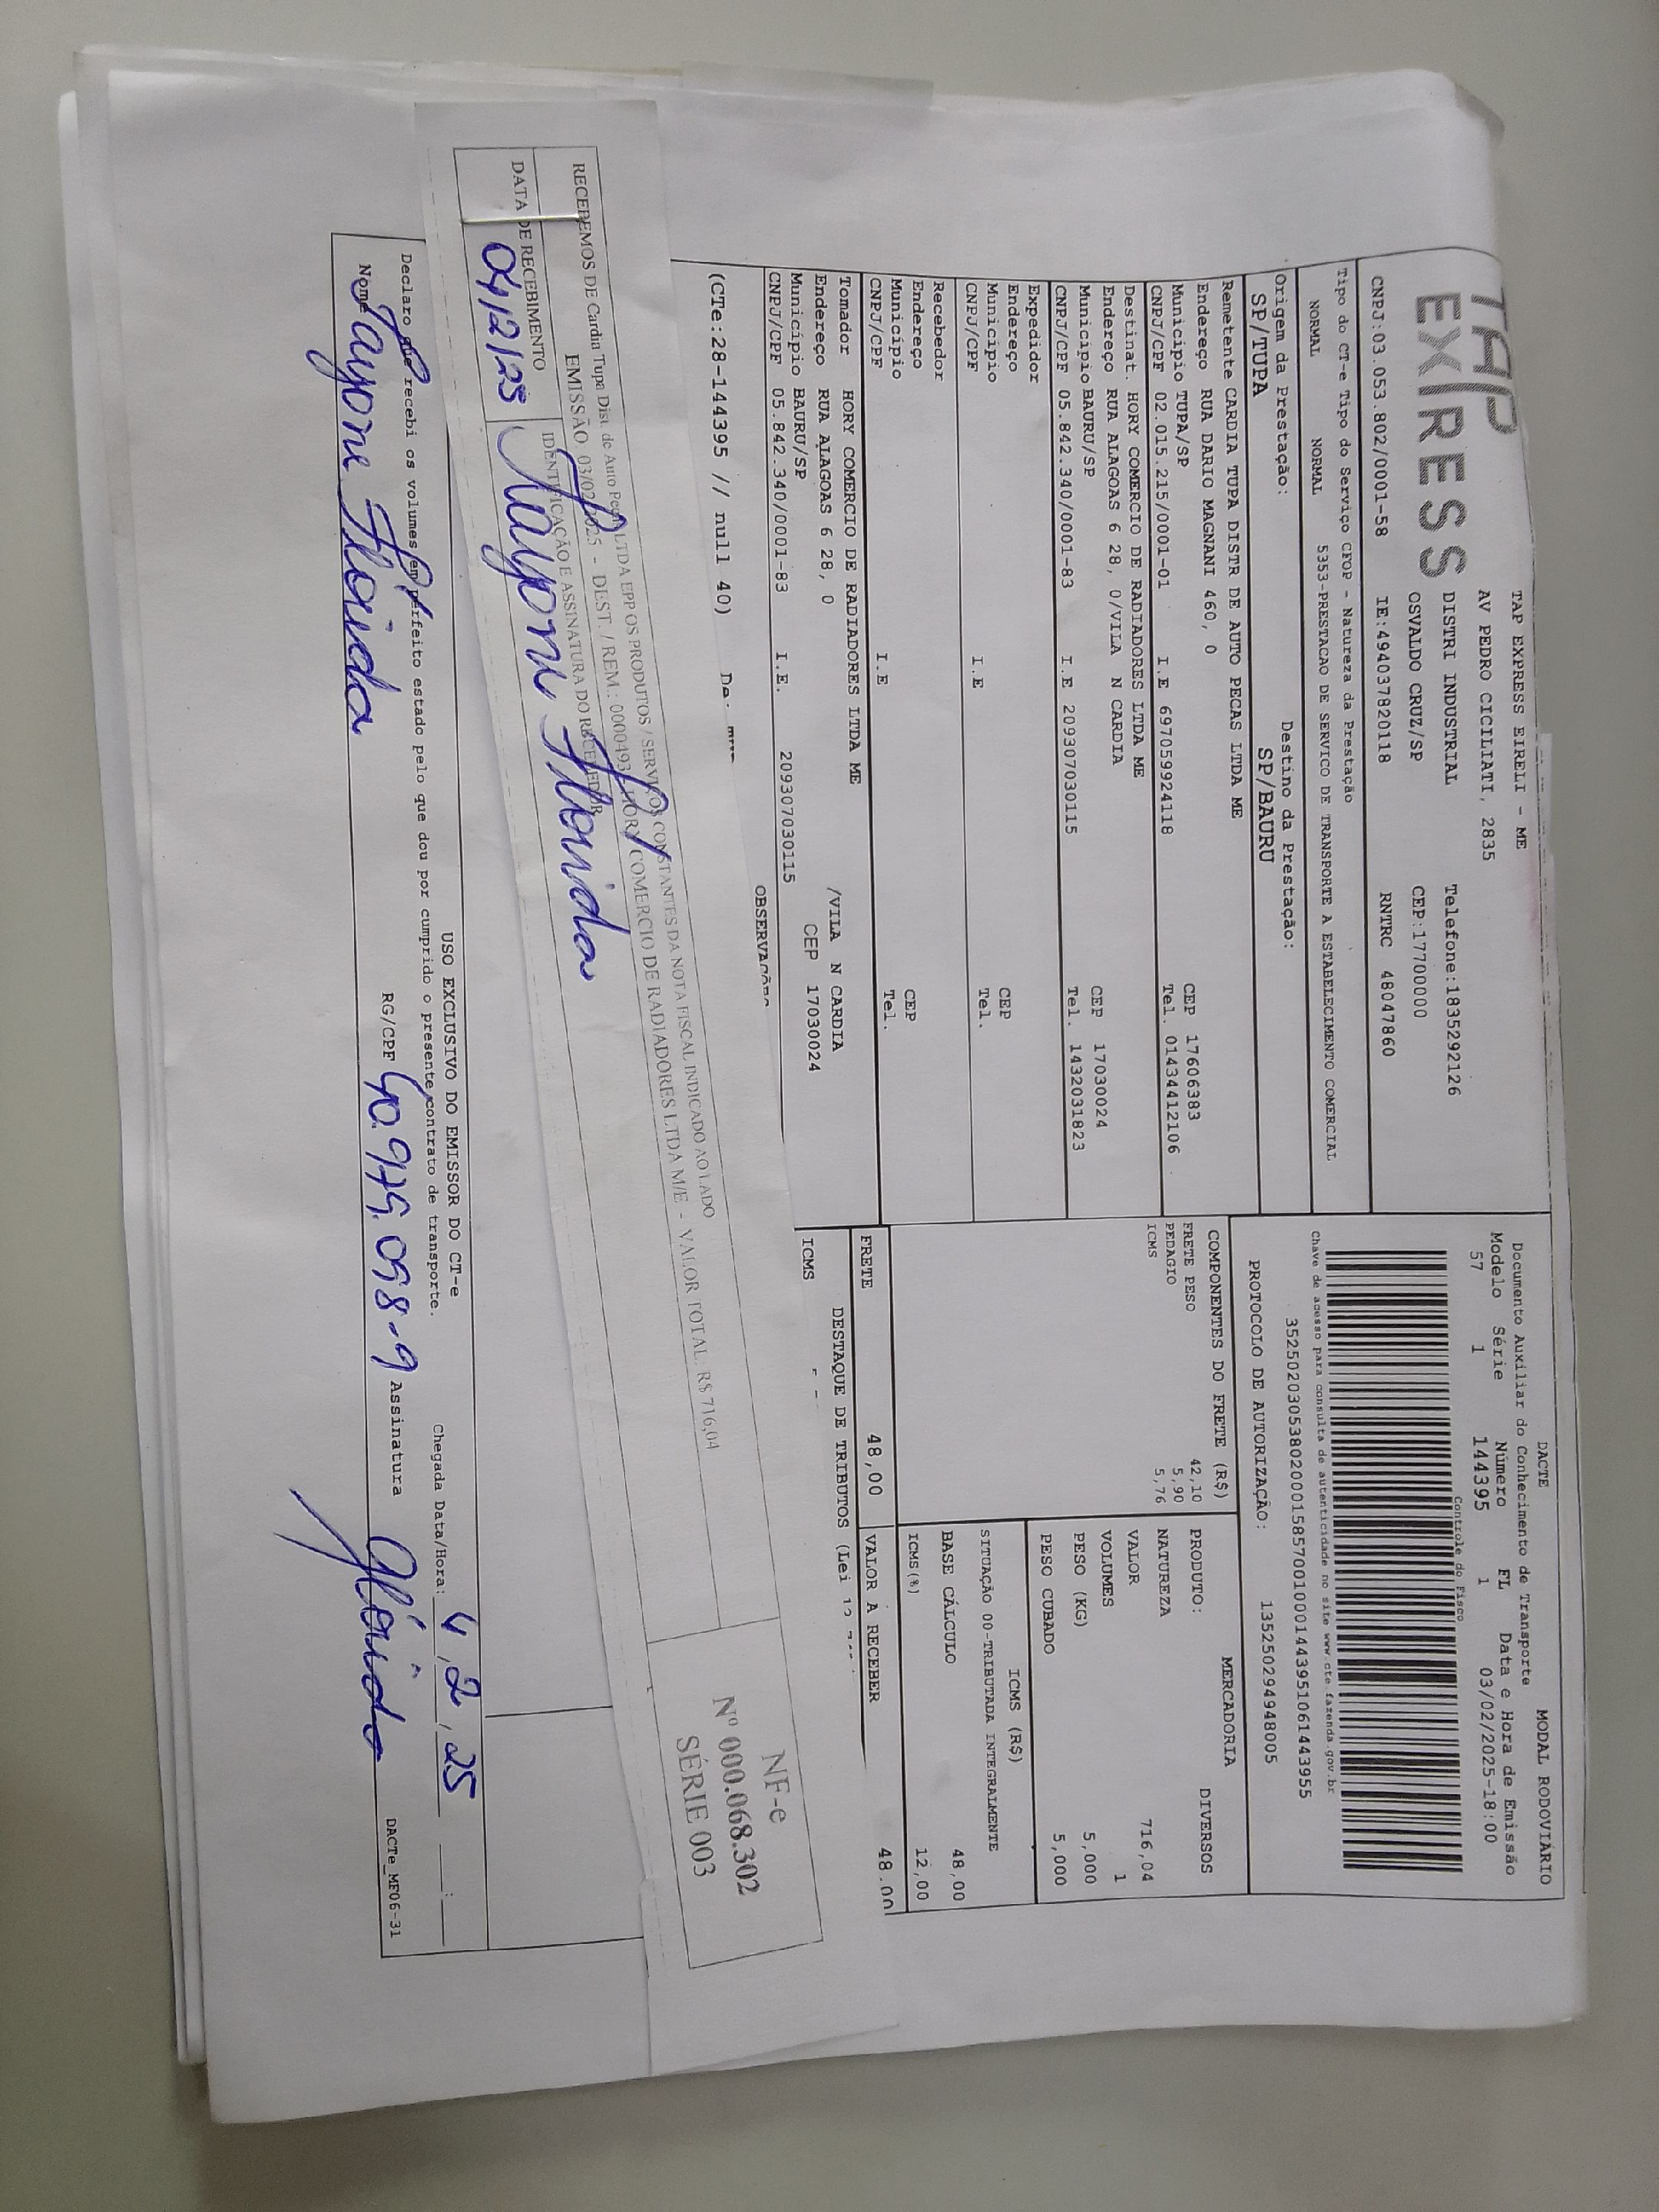 TAP EXPRESS
TAP EXPRESS EIRELI - ME
AV PEDRO CICILIATI, 2835
DISTRI INDUSTRIAL Telefone:1835292126
OSVALDO CRUZ/SP CEP:17700000
CNPJ:03.053.802/0001-58 IE:494037820118 RNTRC 48047860
Tipo do CT-e Tipo do Serviço CFOP - Natureza da Prestação
NORMAL NORMAL 5353-PRESTACAO DE SERVICO DE TRANSPORTE A ESTABELECIMENTO COMERCIAL
Origem da Prestação: Destino da Prestação:
SP/TUPA SP/BAURU
DACTE MODAL RODOVIÁRIO
Documento Auxiliar do Conhecimento de Transporte
Modelo Série Número FL Data e Hora de Emissão
57 1 144395 1 03/02/2025-18:00
Controle do Fisco
Chave de acesso para consulta de autenticidade no site www.cte.fazenda.gov.br
35250203053802000158570010001443951061443955
PROTOCOLO DE AUTORIZAÇÃO: 135250294948005
Remetente CARDIA TUPA DISTR DE AUTO PECAS LTDA ME
Endereço RUA DARIO MAGNANI 460, 0
Municipio TUPA/SP CEP 17606383
CNPJ/CPF 02.015.215/0001-01 I.E 697059924118 Tel. 01434412106
Destinat. HORY COMERCIO DE RADIADORES LTDA ME
Endereço RUA ALAGOAS 6 28, 0/VILA N CARDIA
Municipio BAURU/SP CEP 17030024
CNPJ/CPF 05.842.340/0001-83 I.E 209307030115 Tel. 1432031823
Expedidor
Endereço
Municipio CEP
CNPJ/CPF I.E Tel.
Recebedor
Endereço
Municipio CEP
CNPJ/CPF I.E Tel.
Tomador HORY COMERCIO DE RADIADORES LTDA ME
Endereço RUA ALAGOAS 6 28, 0 /VILA N CARDIA
Municipio BAURU/SP CEP 17030024
CNPJ/CPF 05.842.340/0001-83 I.E. 209307030115
COMPONENTES DO FRETE (R$)
FRETE PESO 42,10
PEDAGIO 5,90
ICMS 5,76
MERCADORIA
PRODUTO: DIVERSOS
NATUREZA
VALOR 716,04
VOLUMES 1
PESO (KG) 5,000
PESO CUBADO 5,000
ICMS (R$)
SITUAÇÃO 00-TRIBUTADA INTEGRALMENTE
BASE CÁLCULO 48,00
ICMS(%) 12,00
FRETE 48,00 VALOR A RECEBER 48.00
DESTAQUE DE TRIBUTOS (Lei
ICMS
OBSERVAÇÕES
(CTe:28-144395 // null 40)
RECEBEMOS DE Cardia Tupa Dist. de Auto Peças LTDA EPP OS PRODUTOS / SERVIÇOS CONSTANTES DA NOTA FISCAL INDICADO AO LADO
EMISSÃO 03/02/2025 - DEST. / REM.: 0000493 HORY COMERCIO DE RADIADORES LTDA M/E - VALOR TOTAL: R$ 716,04
DATA DE RECEBIMENTO IDENTIFICAÇÃO E ASSINATURA DO RECEBEDOR
04/2/25
NF-e
Nº 000.068.302
SÉRIE 003
USO EXCLUSIVO DO EMISSOR DO CT-e
Declaro que recebi os volumes em perfeito estado pelo que dou por cumprido o presente contrato de transporte. Chegada Data/Hora: 4,2,25
Nome RG/CPF 40.975.098-9 Assinatura
DACTe_MF06-31